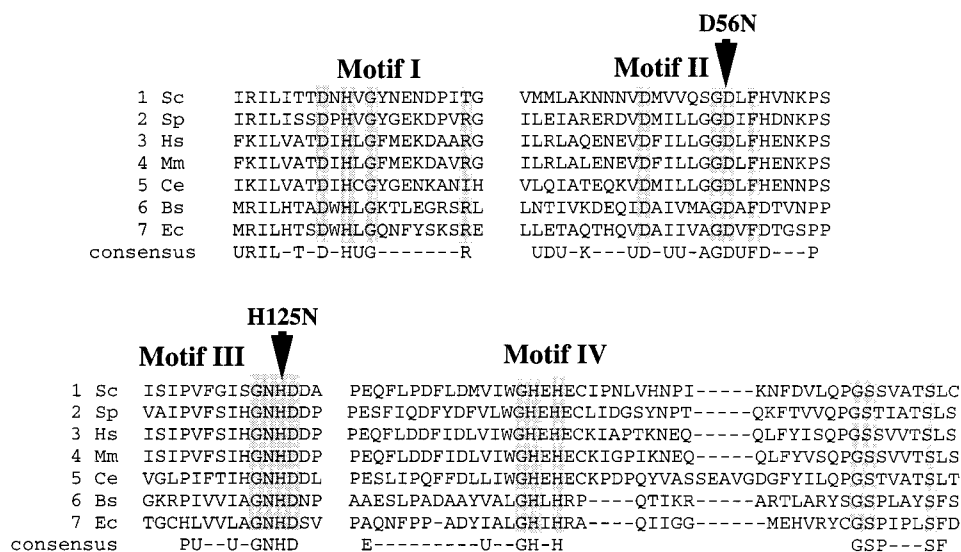 D56N
Motif I Motif II
1 Sc IRILITTDNHVGYNENDPITG VMMLAKNNNVDMVVQSGDLFHVNKPS
2 Sp IRILISSDPHVGYGEKDPVRG ILEIARERDVDMILLGGDIFHDNKPS
3 Hs FKILVATDIHLGFMEKDAARG ILRLAQENEVDFILLGGDLFHENKPS
4 Mm FKILVATDIHLGFMEKDAVRG ILRLALENEVDFILLGGDLFHENKPS
5 Ce IKILVATDIHCGYGENKANIH VLQIATEQKVDMILLGGDLFHENNPS
6 Bs MRILHTADWHLGKTLEGRSRL LNTIVKDEQIDAIVMAGDAFDTVNPP
7 Ec MRILHTSDWHLGQNFYSKSRE LLETAQTHQVDAIIVAGDVFDTGSPP
consensus URIL-T-D-HUG-------R UDU-K---UD-UU-AGDUFD---P
H125N
Motif III Motif IV
1 Sc ISIPVFGISGNHDDA PEQFLPDFLDMVIWGHEHECIPNLVHNPI-----KNFDVLQPGSSVATSLC
2 Sp VAIPVFSIHGNHDDP PESFIQDFYDFVLWGHEHECLIDGSYNPT-----QKFTVVQPGSTIATSLS
3 Hs ISIPVFSIHGNHDDP PEQFLDDFIDLVIWGHEHECKIAPTKNEQ-----QLFYISQPGSSVVTSLS
4 Mm ISIPVFSIHGNHDDP PEQFLDDFIDLVIWGHEHECKIGPIKNEQ-----QLFYVSQPGSSVVTSLS
5 Ce VGLPIFTIHGNHDDL PESLIPQFFDLLIWGHEHECKPDPQYVASSEAVGDGFYILQPGSTVATSLT
6 Bs GKRPIVVIAGNHDNP AAESLPADAAYVALGHLHRP---QTIKR-----ARTLARYSGSPLAYSFS
7 Ec TGCHLVVLAGNHDSV PAQNFPP-ADYIALGHIHRA----QIIGG-----MEHVRYCGSPIPLSFD
consensus PU--U-GNHD E--------U--GH-H GSP---SF